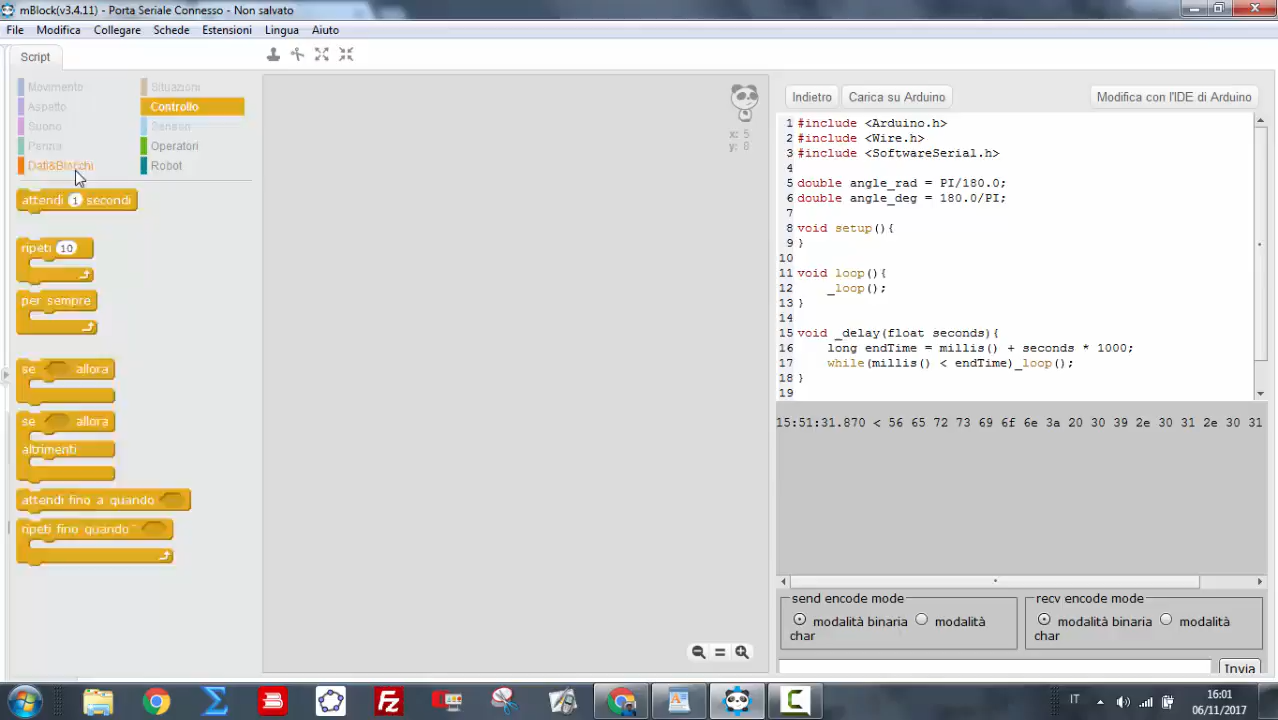 mBlock(v3.4.11) - Porta Seriale Connesso - Non salvato
File Modifica Collegare Schede Estensioni Lingua Aiuto
Script
Movimento Situazioni
Aspetto Controllo
Suono Sensio
Penna Operatori
Dati&Blocchi Robot
attendi 1 secondi
ripeti 10
per sempre
se allora
se allora
altrimenti
attendi fino a quando
ripeti fino quando~
x: 5
y: 8
Indietro Carica su Arduino Modifica con l'IDE di Arduino
1 #include <Arduino.h>
2 #include <Wire.h>
3 #include <SoftwareSerial.h>
4
5 double angle_rad = PI/180.0;
6 double angle_deg = 180.0/PI;
7
8 void setup(){
9 }
10
11 void loop(){
12 _loop();
13 }
14
15 void _delay(float seconds){
16 long endTime = millis() + seconds * 1000;
17 while(millis() < endTime)_loop();
18 }
19
15:51:31.870 < 56 65 72 73 69 6f 6e 3a 20 30 39 2e 30 31 2e 30 31
send encode mode
modalità binaria modalità
char
recv encode mode
modalità binaria modalità
char
Invia
IT
16:01
06/11/2017